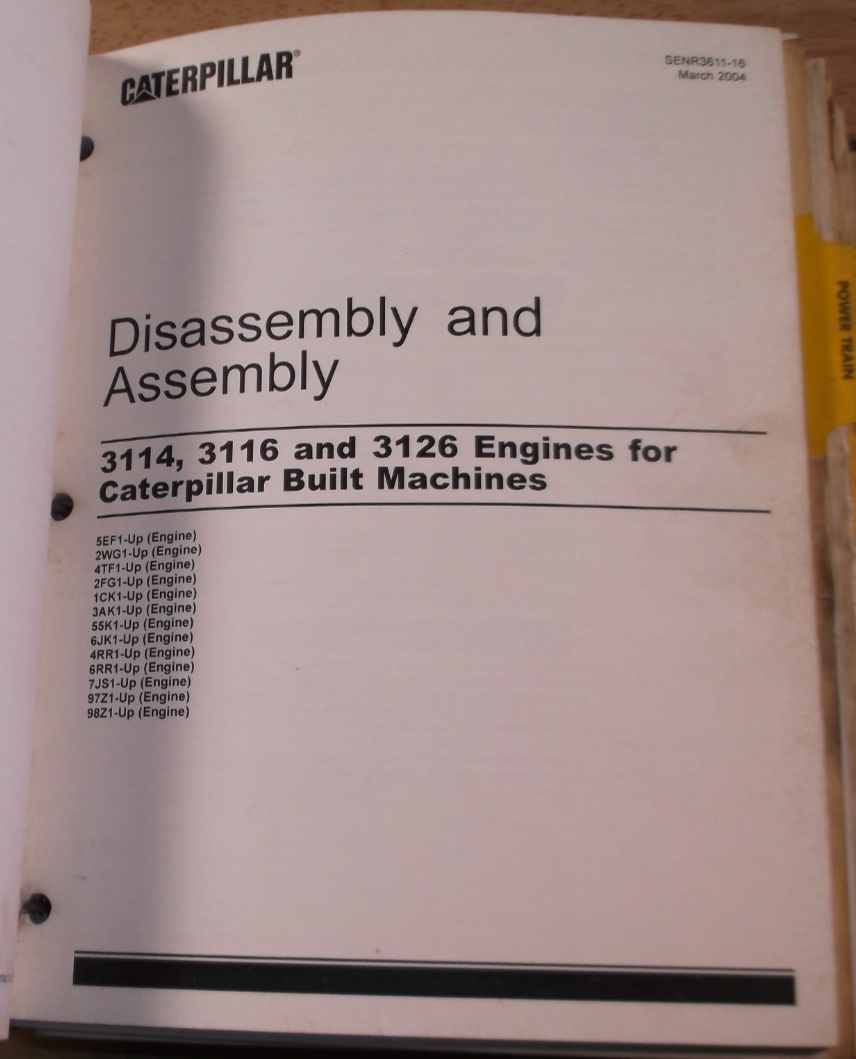 CATERPILLAR®
SENR3611-16
March 2004
Disassembly and
Assembly
3114, 3116 and 3126 Engines for
Caterpillar Built Machines
5EF1-Up (Engine)
2WG1-Up (Engine)
4TF1-Up (Engine)
2FG1-Up (Engine)
1CK1-Up (Engine)
3AK1-Up (Engine)
55K1-Up (Engine)
6JK1-Up (Engine)
4RR1-Up (Engine)
6RR1-Up (Engine)
7JS1-Up (Engine)
97Z1-Up (Engine)
98Z1-Up (Engine)
POWER TRAIN